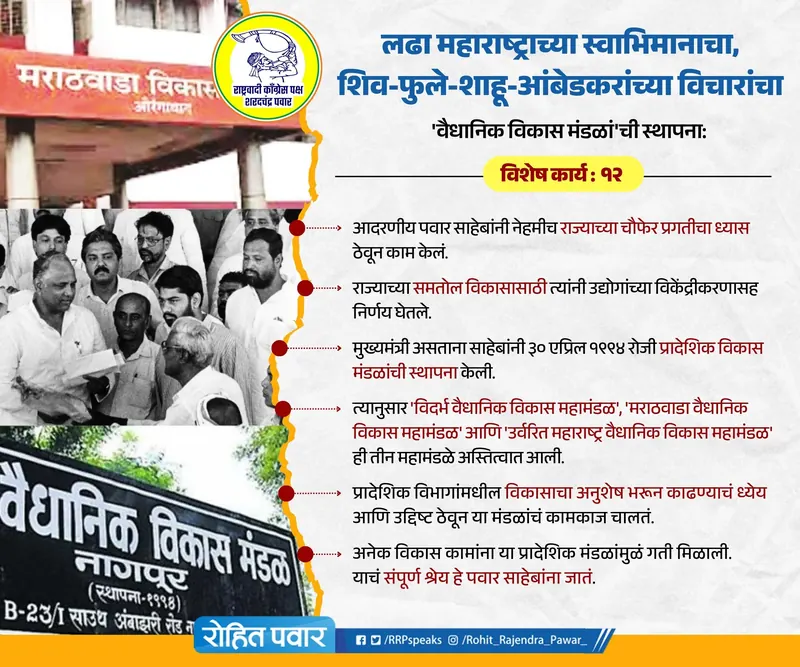 मराठवाडा विकास
औरंगाबाद
राष्ट्रवादी काँग्रेस पक्ष
शरदचंद्र पवार
लढा महाराष्ट्राच्या स्वाभिमानाचा,
शिव-फुले-शाहू-आंबेडकरांच्या विचारांचा
'वैधानिक विकास मंडळां'ची स्थापना:
विशेष कार्य : १२
आदरणीय पवार साहेबांनी नेहमीच राज्याच्या चौफेर प्रगतीचा ध्यास
ठेवून काम केलं.
राज्याच्या समतोल विकासासाठी त्यांनी उद्योगांच्या विकेंद्रीकरणासह
निर्णय घेतले.
मुख्यमंत्री असताना साहेबांनी ३० एप्रिल १९९४ रोजी प्रादेशिक विकास
मंडळांची स्थापना केली.
त्यानुसार 'विदर्भ वैधानिक विकास महामंडळ', 'मराठवाडा वैधानिक
विकास महामंडळ' आणि 'उर्वरित महाराष्ट्र वैधानिक विकास महामंडळ'
ही तीन महामंडळे अस्तित्वात आली.
प्रादेशिक विभागांमधील विकासाचा अनुशेष भरून काढण्याचं ध्येय
आणि उद्दिष्ट ठेवून या मंडळांचं कामकाज चालतं.
अनेक विकास कामांना या प्रादेशिक मंडळांमुळं गती मिळाली.
याचं संपूर्ण श्रेय हे पवार साहेबांना जातं.
वैधानिक विकास मंडळ
नागपूर
(स्थापना-१९९४)
B-23/1 साउथ अंबाझरी रोड
रोहित पवार
/RRPspeaks /Rohit_Rajendra_Pawar_